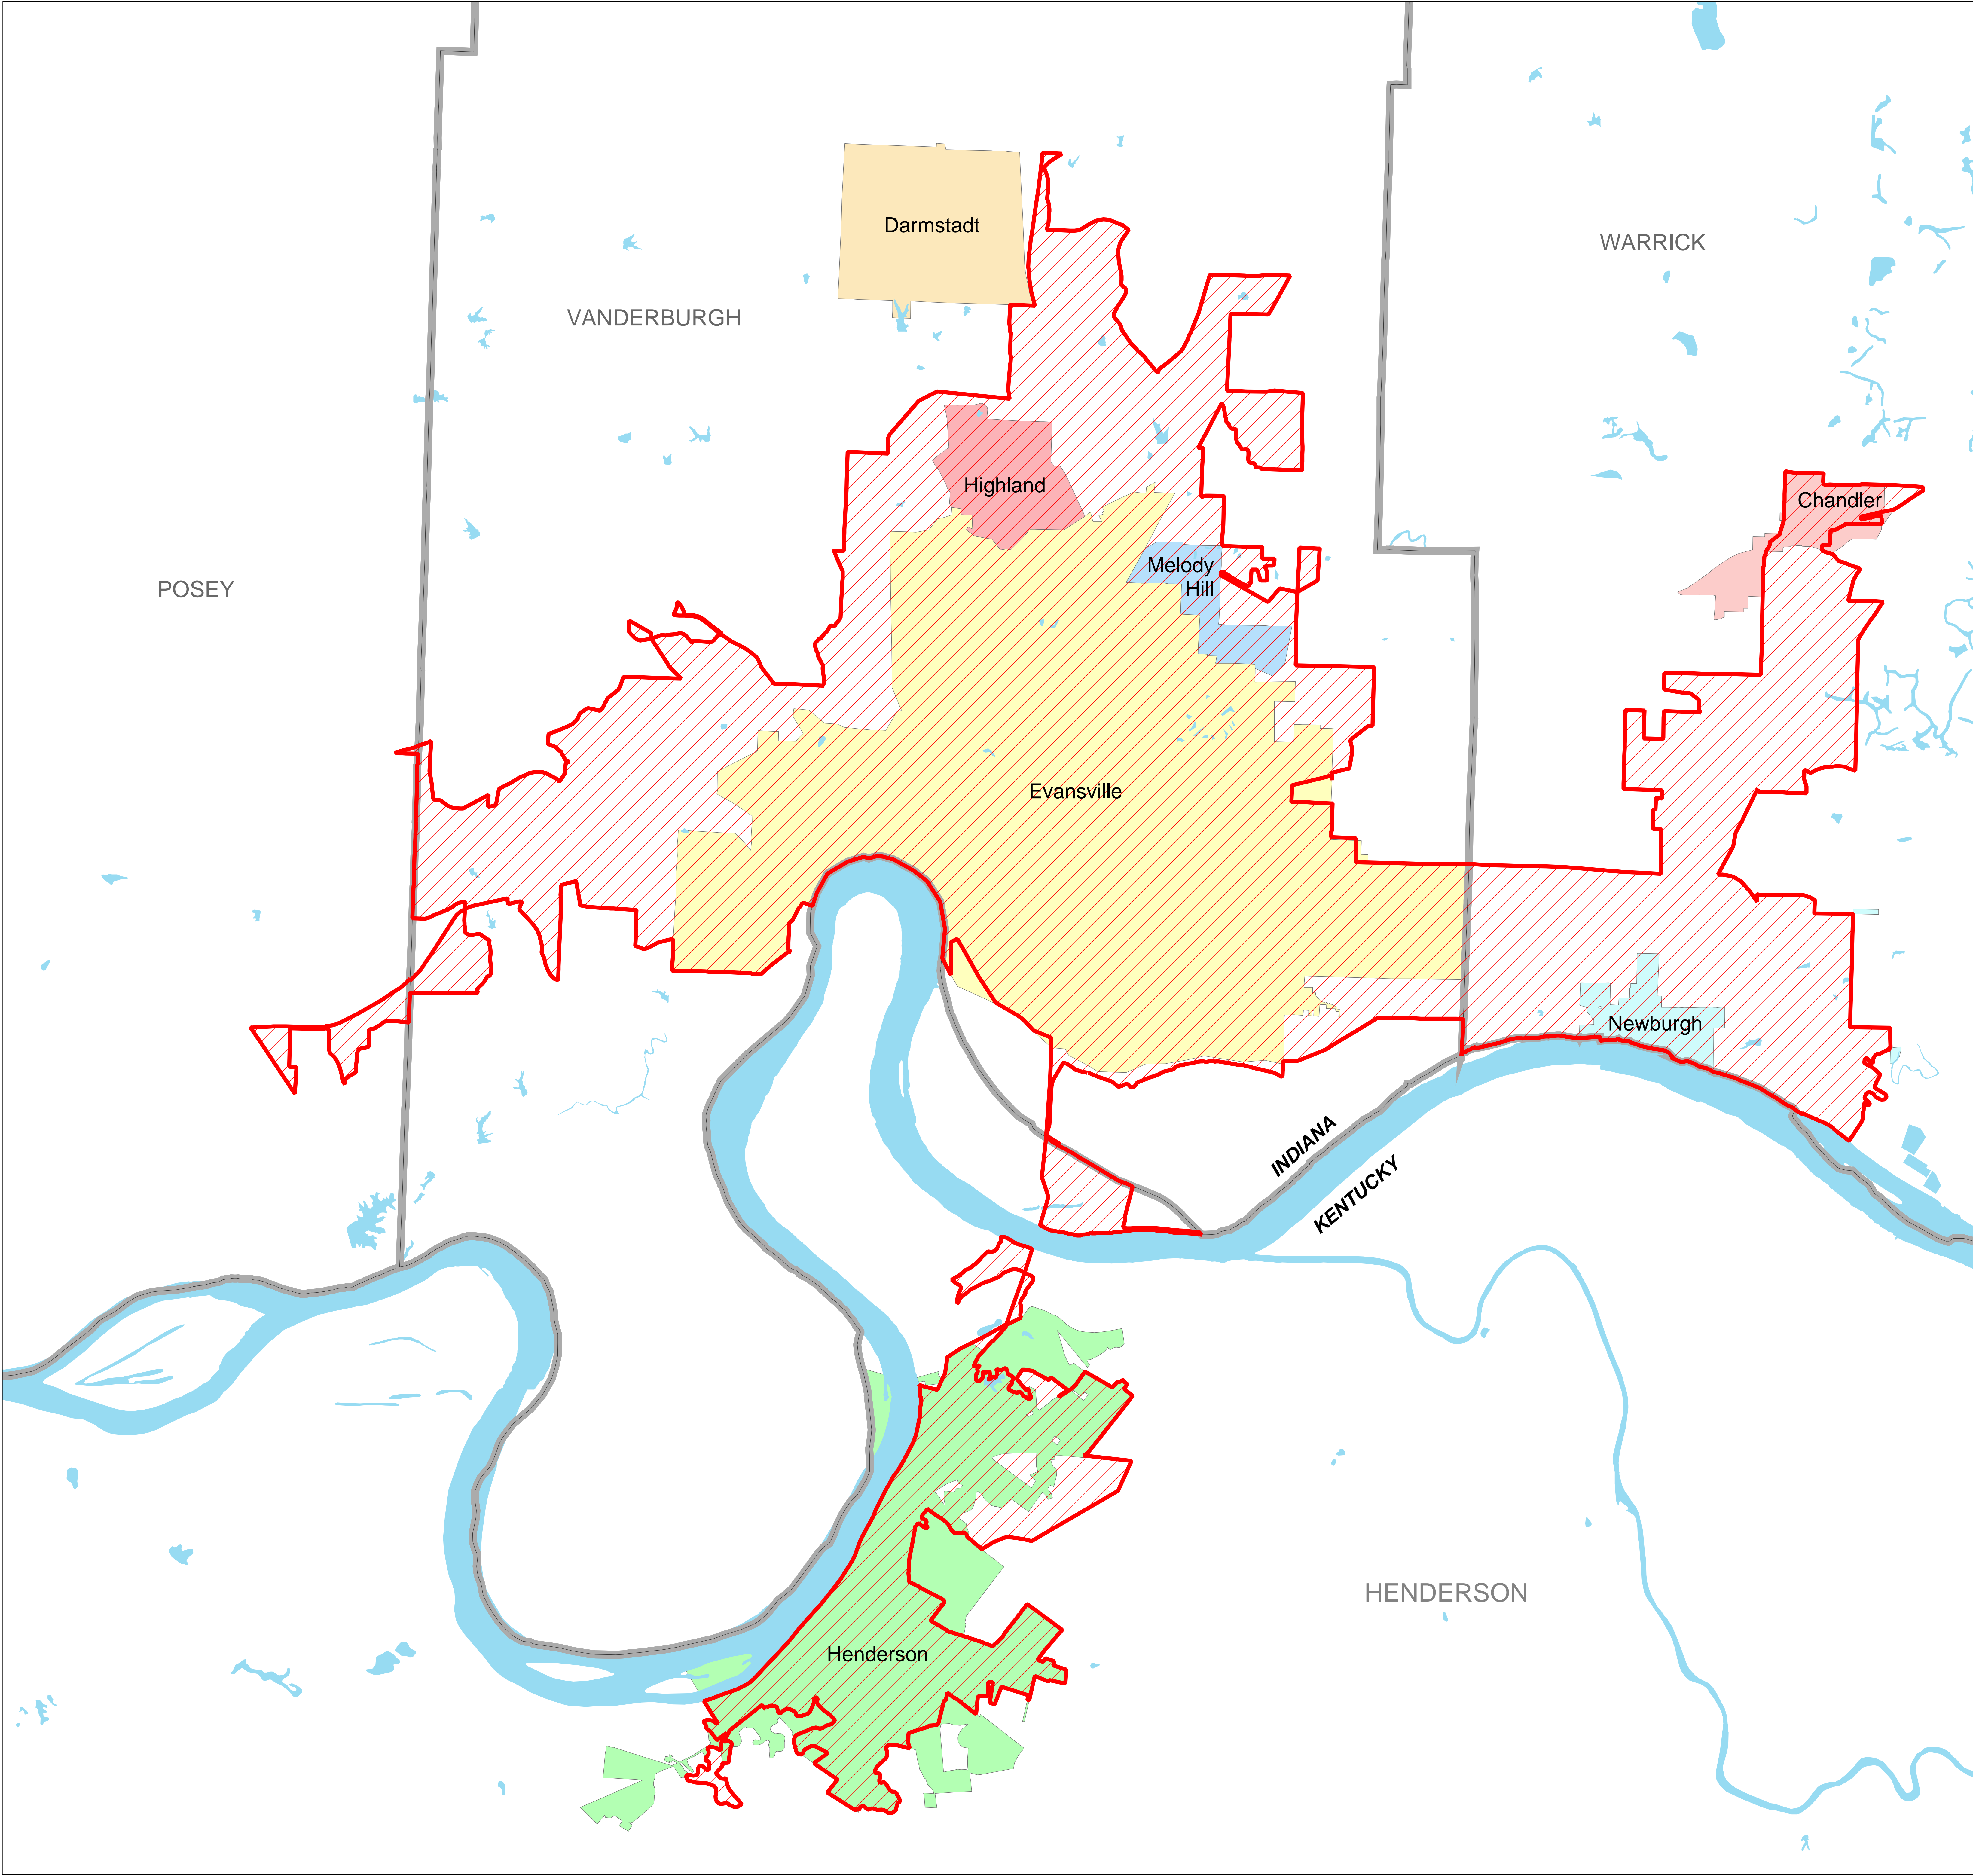 Darmstadt
WARRICK
VANDERBURGH
Highland
Chandler
Melody
Hill
POSEY
Evansville
Newburgh
INDIANA
KENTUCKY
HENDERSON
Henderson